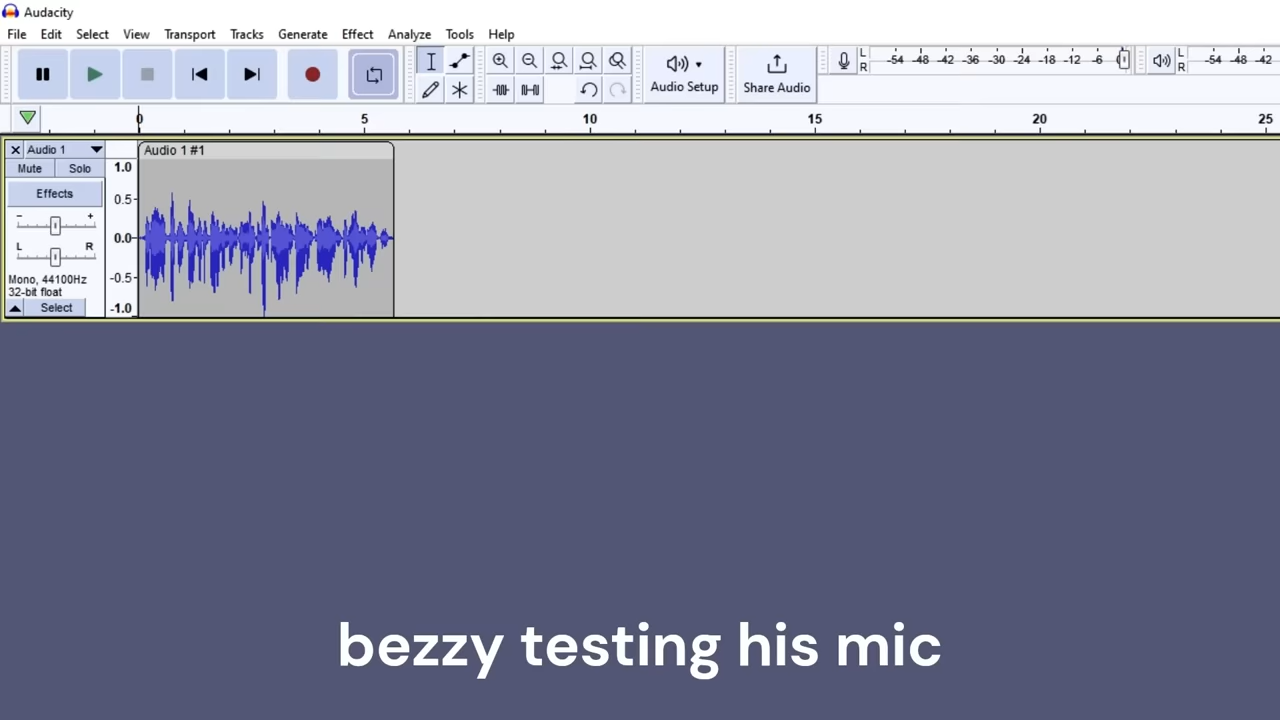 Audacity
File Edit Select View Transport Tracks Generate Effect Analyze Tools Help
Audio Setup
Share Audio
L
R
-54 -48 -42 -36 -30 -24 -18 -12 -6 0
L
R
-54 -48 -42
0 5 10 15 20 25
Audio 1
Mute Solo
Effects
- +
L R
Mono, 44100Hz
32-bit float
Select
1.0
0.5
0.0
-0.5
-1.0
Audio 1 #1
bezzy testing his mic